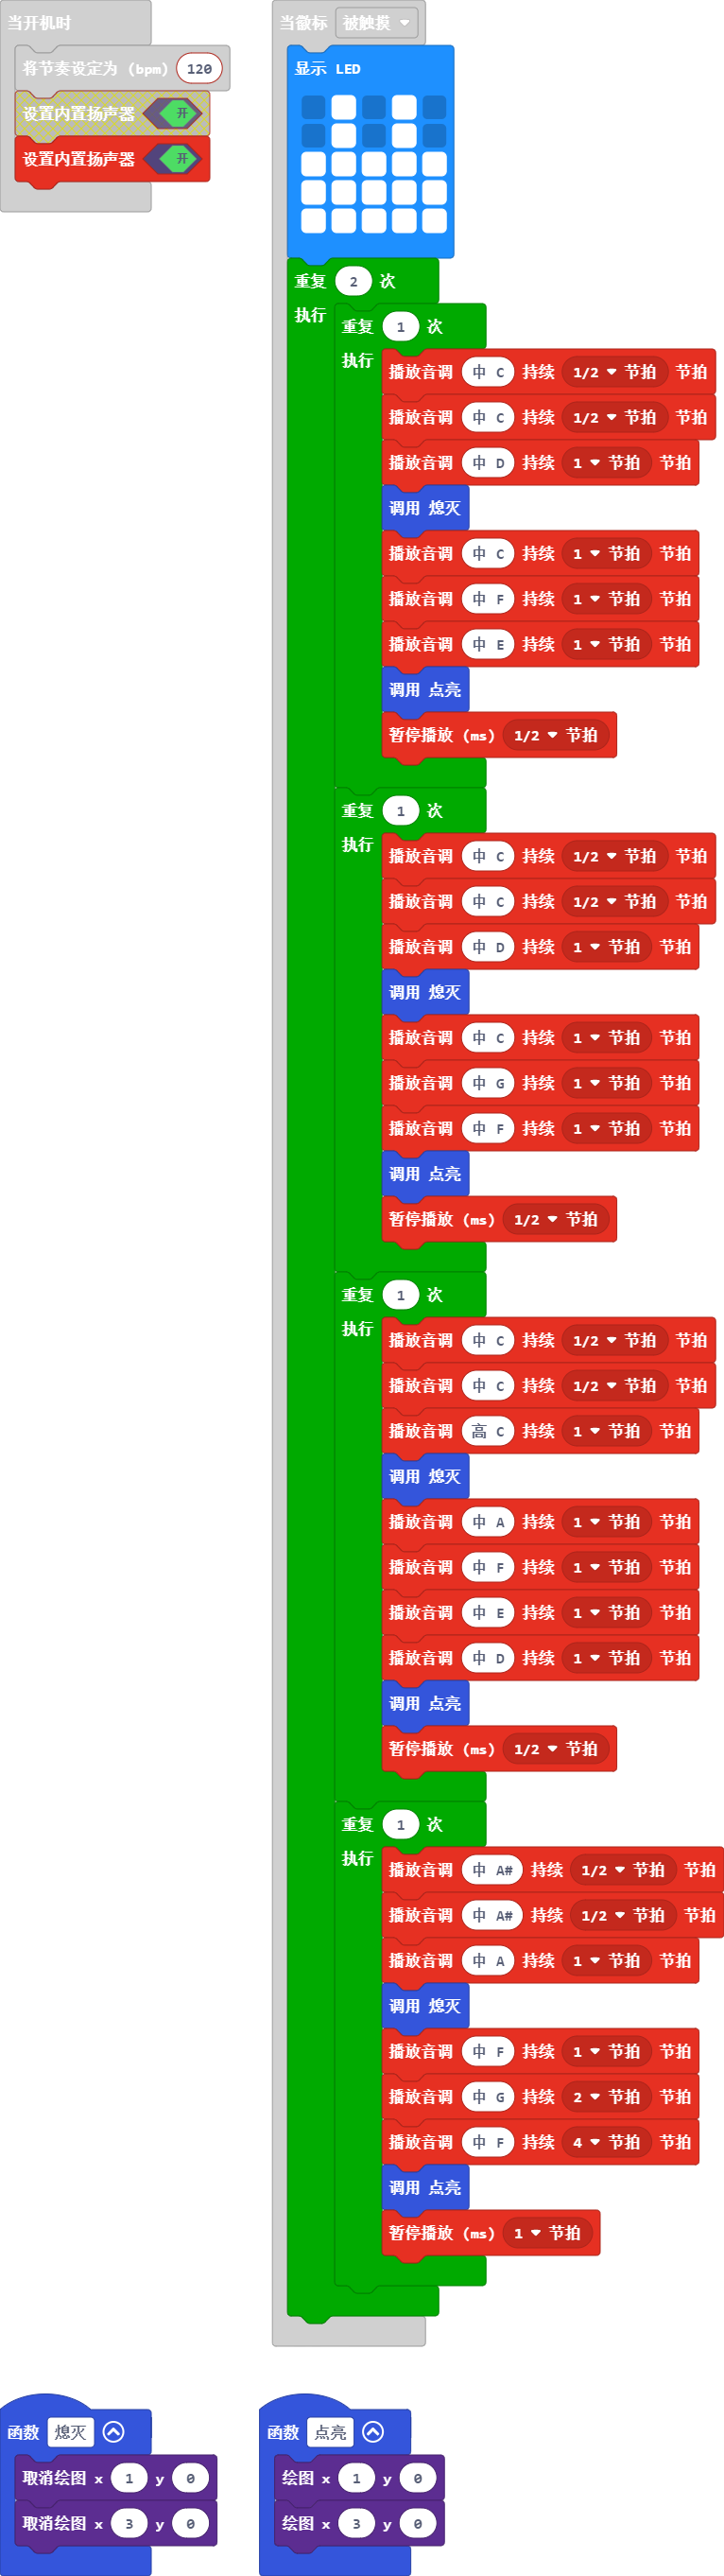 当开机时
将节奏设定为 (bpm) 120
设置内置扬声器 开
设置内置扬声器 开
当徽标 被触摸
显示 LED
重复 2 次
执行
重复 1 次
执行
播放音调 中 C 持续 1/2 节拍 节拍
播放音调 中 C 持续 1/2 节拍 节拍
播放音调 中 D 持续 1 节拍 节拍
调用 熄灭
播放音调 中 C 持续 1 节拍 节拍
播放音调 中 F 持续 1 节拍 节拍
播放音调 中 E 持续 1 节拍 节拍
调用 点亮
暂停播放 (ms) 1/2 节拍
重复 1 次
执行
播放音调 中 C 持续 1/2 节拍 节拍
播放音调 中 C 持续 1/2 节拍 节拍
播放音调 中 D 持续 1 节拍 节拍
调用 熄灭
播放音调 中 C 持续 1 节拍 节拍
播放音调 中 G 持续 1 节拍 节拍
播放音调 中 F 持续 1 节拍 节拍
调用 点亮
暂停播放 (ms) 1/2 节拍
重复 1 次
执行
播放音调 中 C 持续 1/2 节拍 节拍
播放音调 中 C 持续 1/2 节拍 节拍
播放音调 高 C 持续 1 节拍 节拍
调用 熄灭
播放音调 中 A 持续 1 节拍 节拍
播放音调 中 F 持续 1 节拍 节拍
播放音调 中 E 持续 1 节拍 节拍
播放音调 中 D 持续 1 节拍 节拍
调用 点亮
暂停播放 (ms) 1/2 节拍
重复 1 次
执行
播放音调 中 A# 持续 1/2 节拍 节拍
播放音调 中 A# 持续 1/2 节拍 节拍
播放音调 中 A 持续 1 节拍 节拍
调用 熄灭
播放音调 中 F 持续 1 节拍 节拍
播放音调 中 G 持续 2 节拍 节拍
播放音调 中 F 持续 4 节拍 节拍
调用 点亮
暂停播放 (ms) 1 节拍
函数 熄灭
取消绘图 x 1 y 0
取消绘图 x 3 y 0
函数 点亮
绘图 x 1 y 0
绘图 x 3 y 0